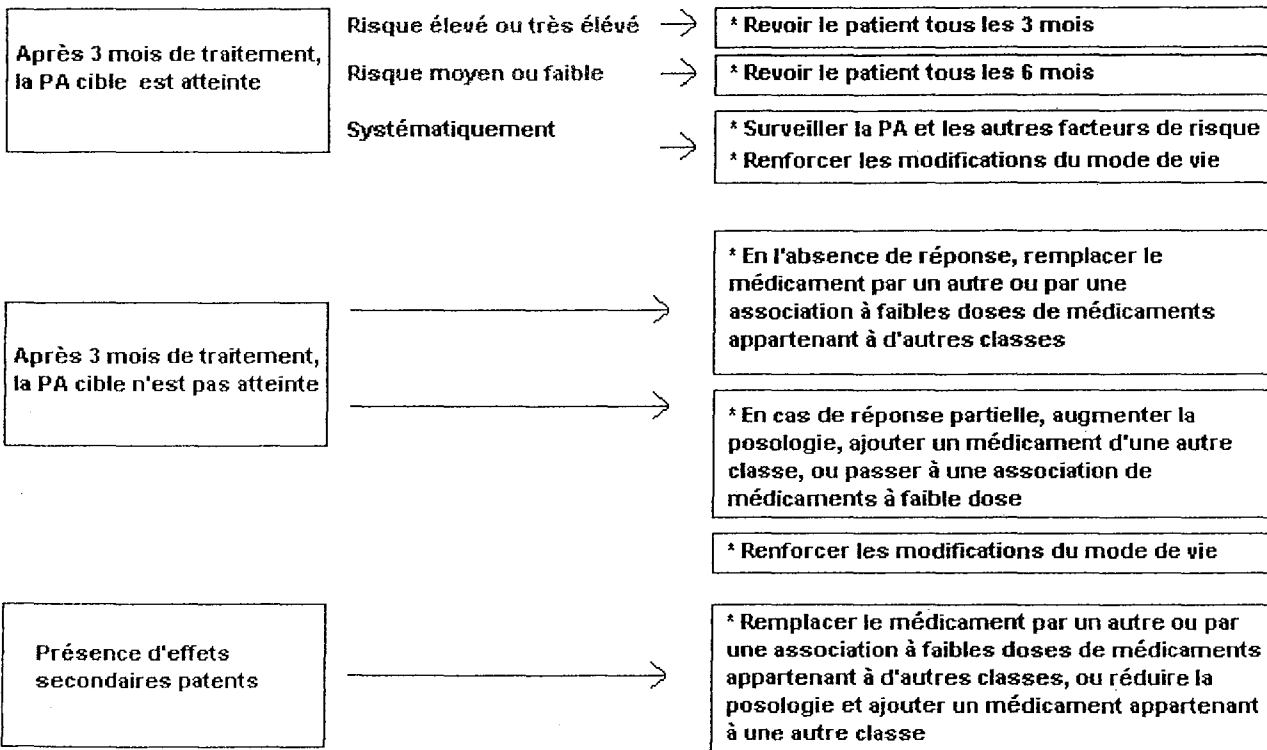 Après 3 mois de traitement,
la PA cible est atteinte
Risque élevé ou très élévé
* Revoir le patient tous les 3 mois
Risque moyen ou faible
* Revoir le patient tous les 6 mois
Systématiquement
* Surveiller la PA et les autres facteurs de risque
* Renforcer les modifications du mode de vie
Après 3 mois de traitement,
la PA cible n'est pas atteinte
* En l'absence de réponse, remplacer le
médicament par un autre ou par une
association à faibles doses de médicaments
appartenant à d'autres classes
* En cas de réponse partielle, augmenter la
posologie, ajouter un médicament d'une autre
classe, ou passer à une association de
médicaments à faible dose
* Renforcer les modifications du mode de vie
Présence d'effets
secondaires patents
* Remplacer le médicament par un autre ou par
une association à faibles doses de médicaments
appartenant à d'autres classes, ou réduire la
posologie et ajouter un médicament appartenant
à une autre classe